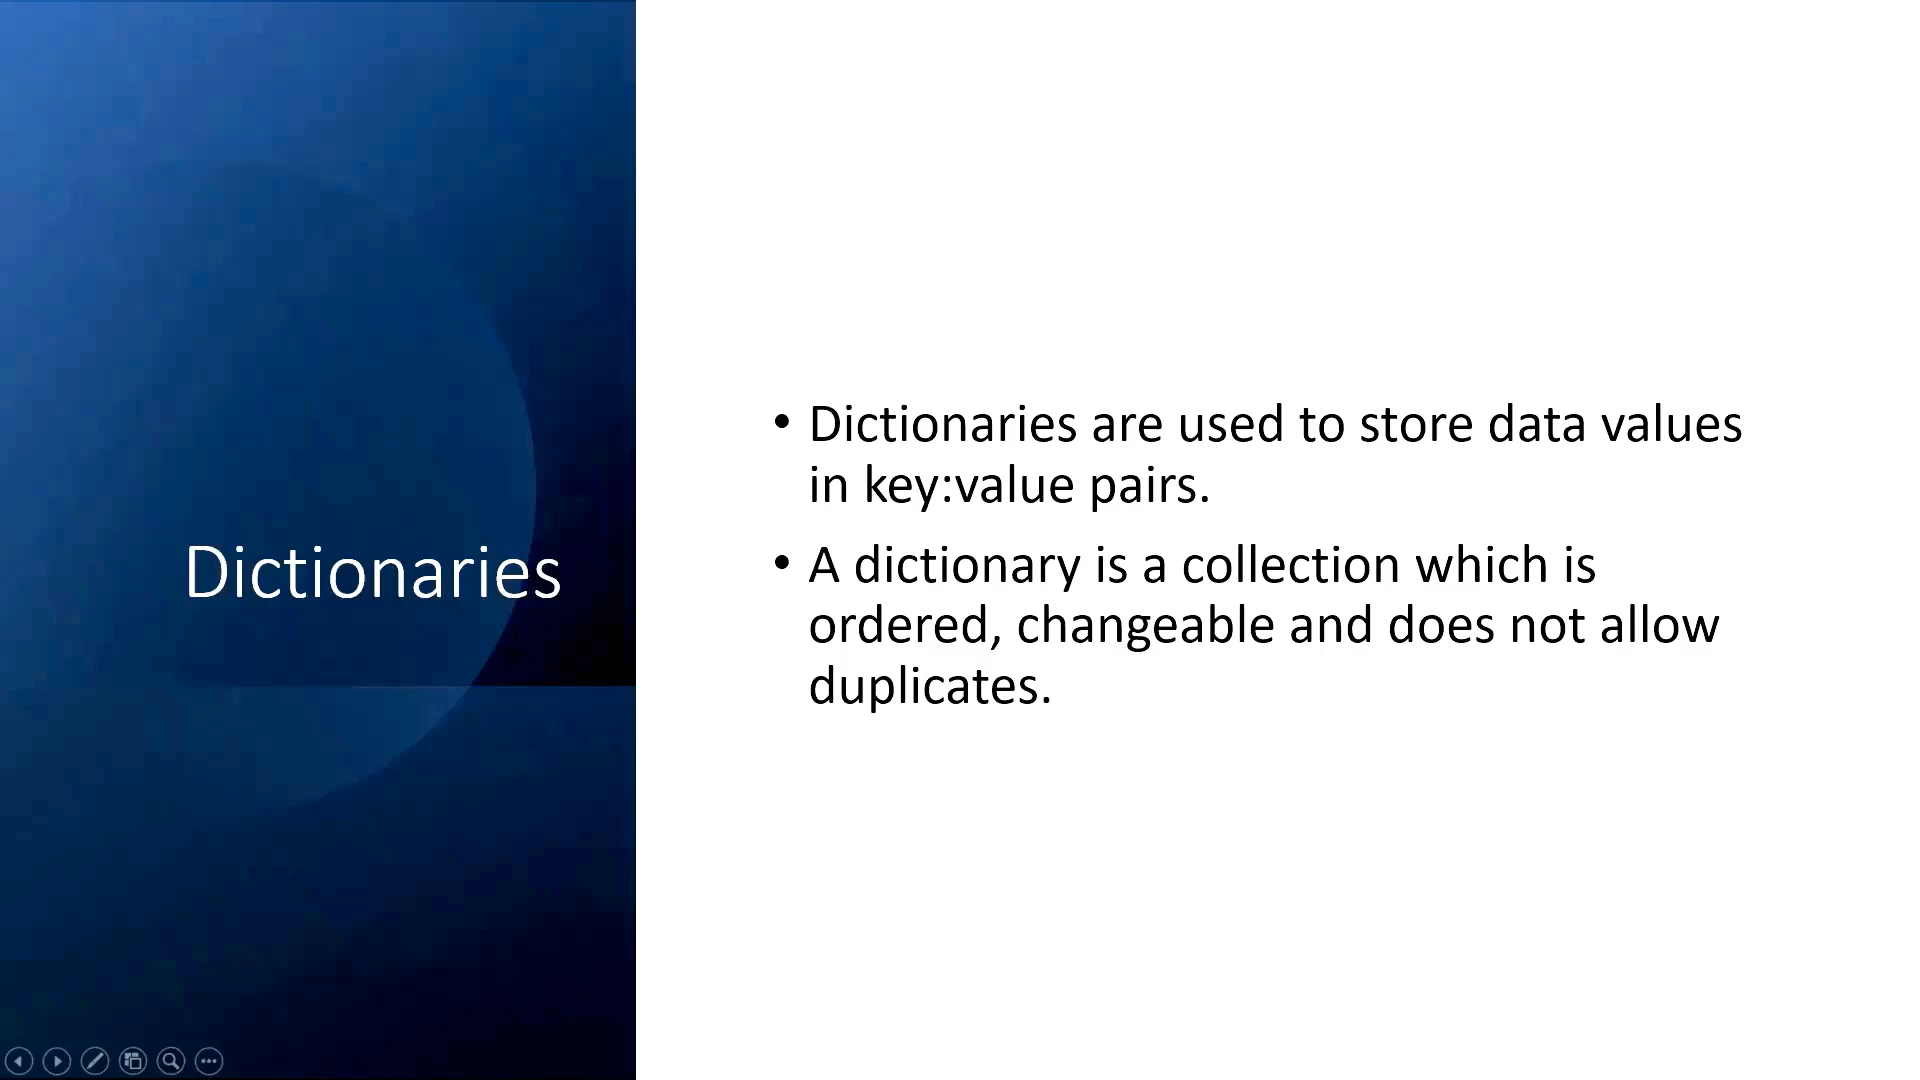 Dictionaries
• Dictionaries are used to store data values
in key:value pairs.
• A dictionary is a collection which is
ordered, changeable and does not allow
duplicates.